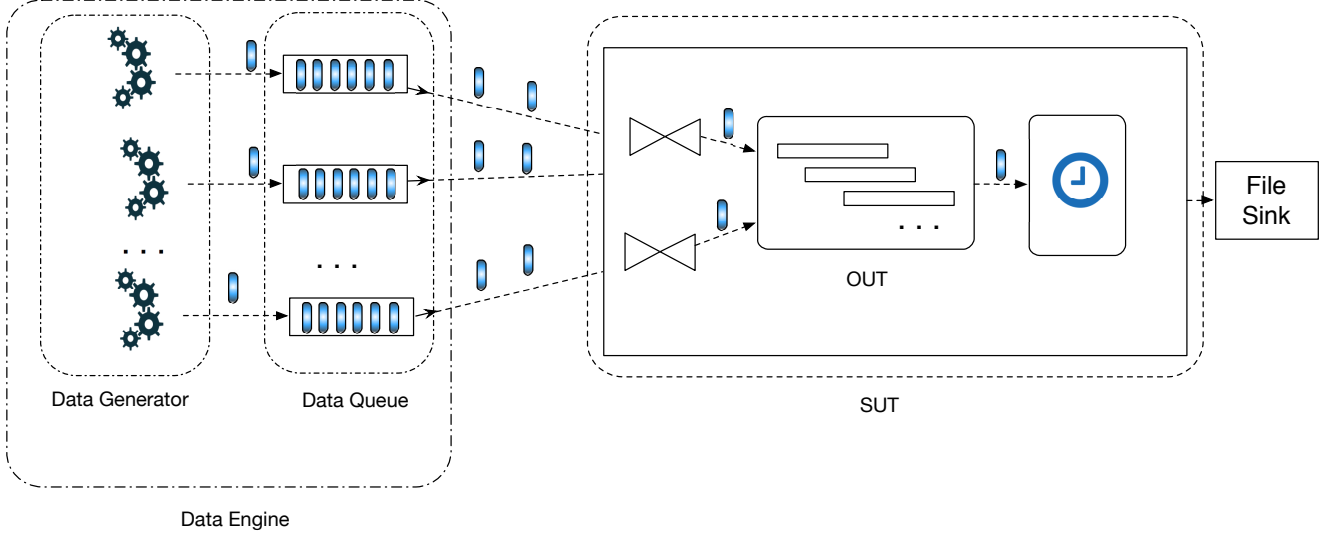 . . .
. . .
. . .
OUT
File
Sink
Data Generator
Data Queue
SUT
Data Engine